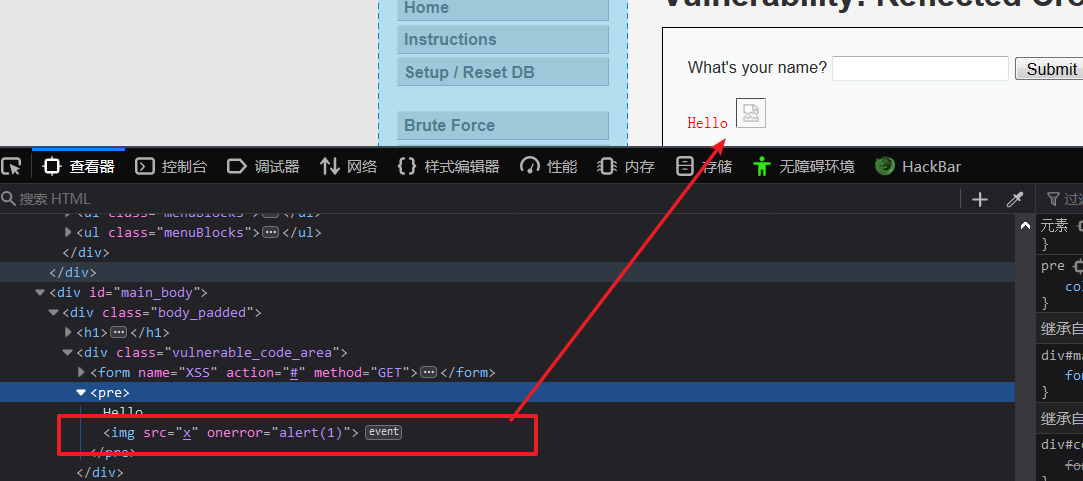 Home
Vulnerability: Reflected Cro
Instructions
Setup / Reset DB
What's your name?
Submit
Brute Force
Hello
查看器
控制台
调试器
网络
样式编辑器
性能
内存
存储
无障碍环境
HackBar
搜索 HTML
过滤
<ul class="menuBlocks"></ul>
<ul class="menuBlocks"></ul>
</div>
</div>
<div id="main_body">
<div class="body_padded">
<h1></h1>
<div class="vulnerable_code_area">
<form name="XSS" action="#" method="GET"></form>
<pre>
Hello
<img src="x" onerror="alert(1)"> event
</pre>
</div>
元素
}
pre
co
}
继承自
div#ma
fo
}
继承自
div#co
fo